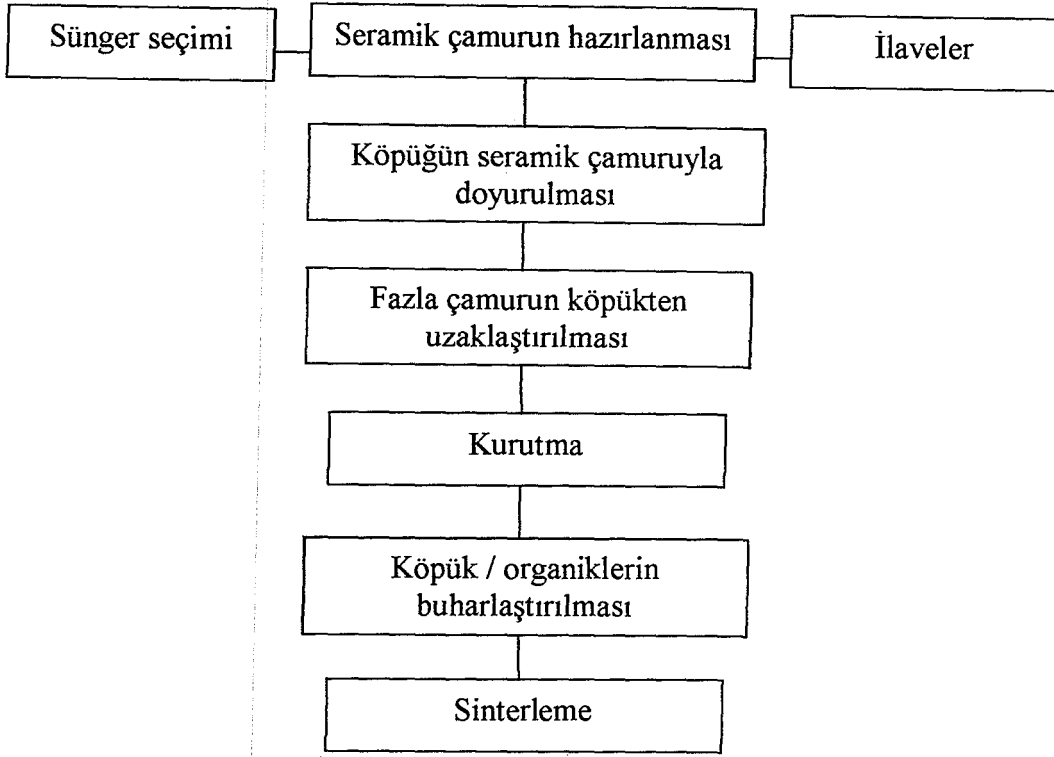 Sünger seçimi
Seramik çamurun hazırlanması
İlaveler
Köpüğün seramik çamuruyla
doyurulması
Fazla çamurun köpükten
uzaklaştırılması
Kurutma
Köpük / organiklerin
buharlaştırılması
Sinterleme